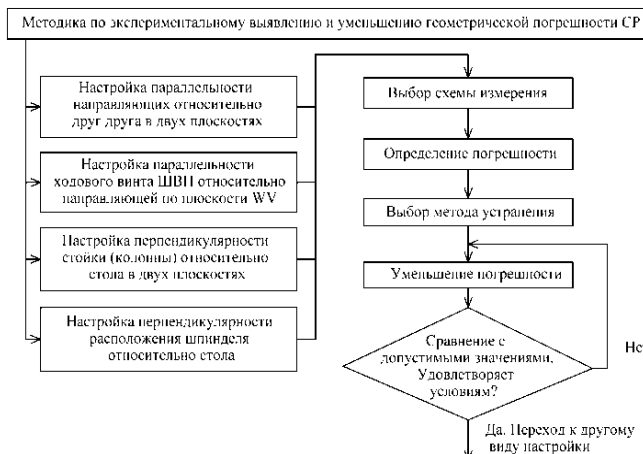 Методика по экспериментальному выявлению и уменьшению геометрической погрешности СР
Настройка параллельности
направляющих относительно
друг друга в двух плоскостях
Настройка параллельности
ходового винта ШВП относительно
направляющей по плоскости WV
Настройка перпендикулярности
стойки (колонны) относительно
стола в двух плоскостях
Настройка перпендикулярности
расположения шпинделя
относительно стола
Выбор схемы измерения
Определение погрешности
Выбор метода устранения
Уменьшение погрешности
Сравнение с
допустимыми значениями.
Удовлетворяет
условиям?
Да. Переход к другому
виду настройки